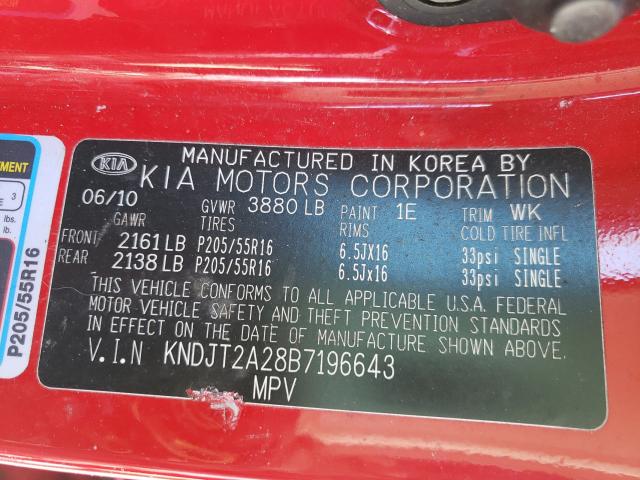 KIA
MANUFACTURED IN KOREA BY
KIA MOTORS CORPORATION
06/10 GVWR 3880 LB PAINT 1E TRIM WK
GAWR TIRES RIMS COLD TIRE INFL
FRONT 2161 LB P205/55R16 6.5JX16 33psi SINGLE
REAR 2138 LB P205/55R16 6.5Jx16 33psi SINGLE
THIS VEHICLE CONFORMS TO ALL APPLICABLE U.S.A. FEDERAL
MOTOR VEHICLE SAFETY AND THEFT PREVENTION STANDARDS
IN EFFECT ON THE DATE OF MANUFACTURE SHOWN ABOVE.
V.I.N KNDJT2A28B7196643
MPV
3
lbs.
lbs.
P205/55R16